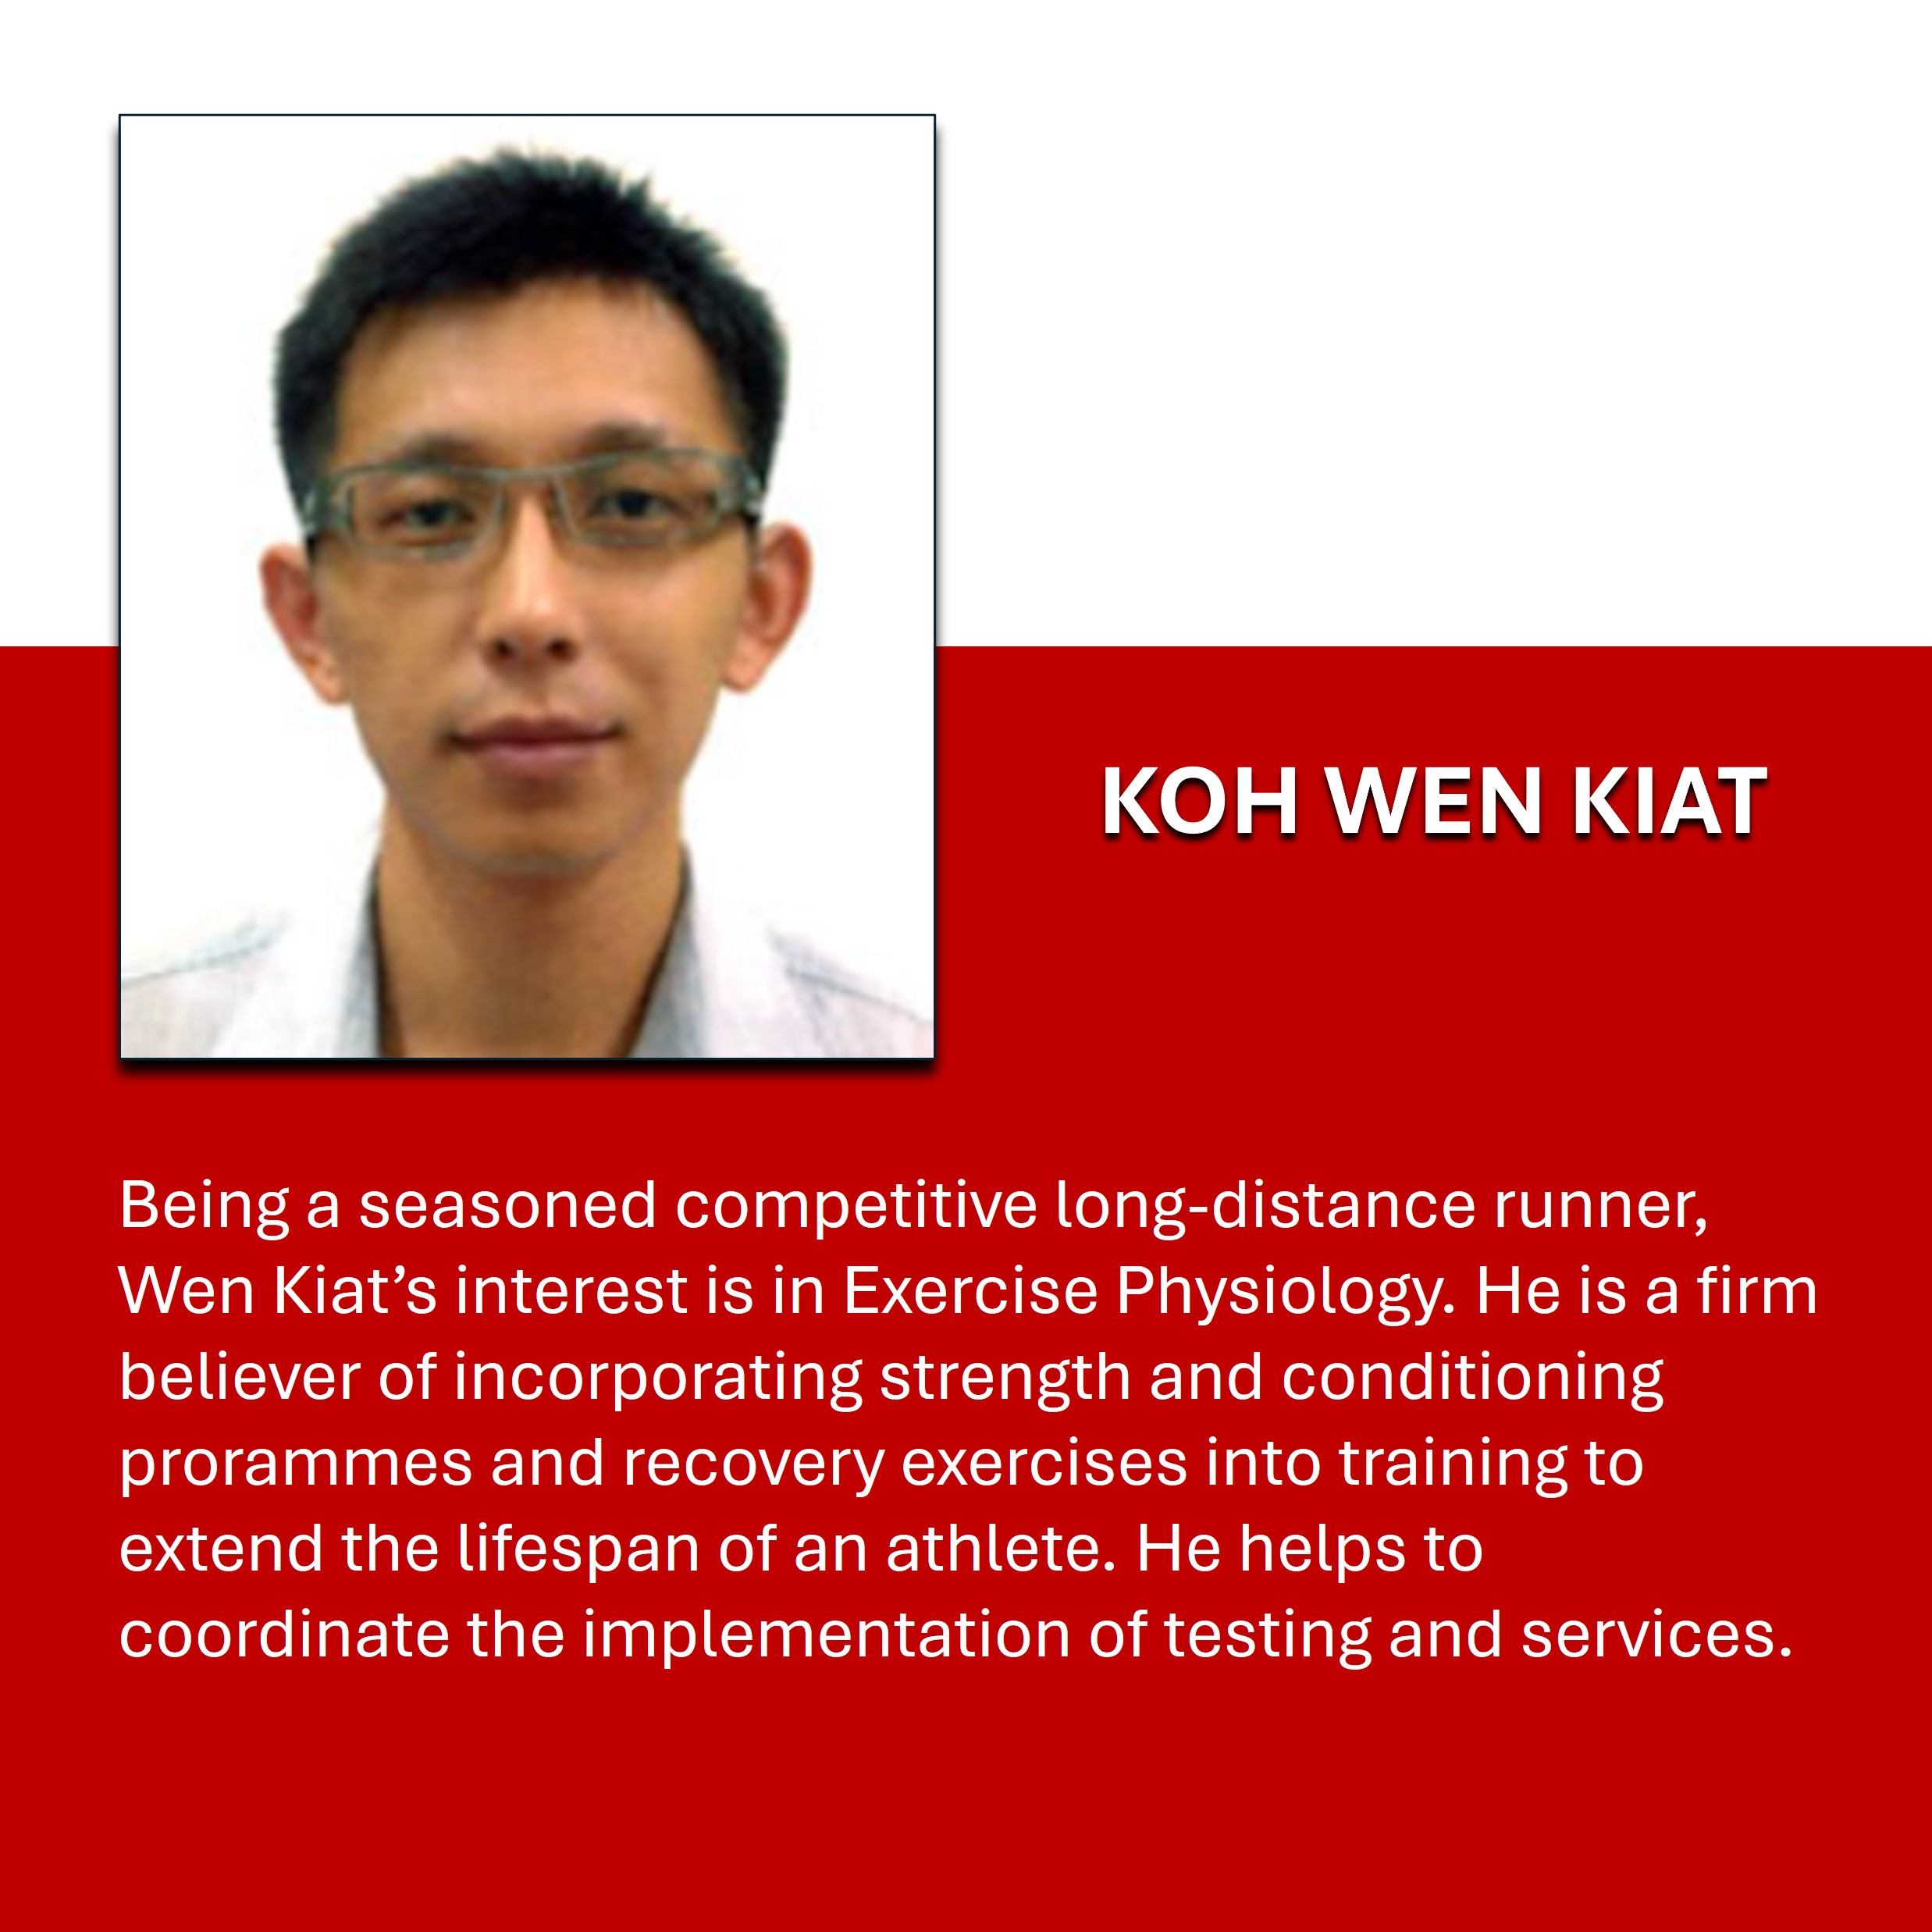 KOH WEN KIAT
Being a seasoned competitive long-distance runner,
Wen Kiat’s interest is in Exercise Physiology. He is a firm
believer of incorporating strength and conditioning
prorammes and recovery exercises into training to
extend the lifespan of an athlete. He helps to
coordinate the implementation of testing and services.